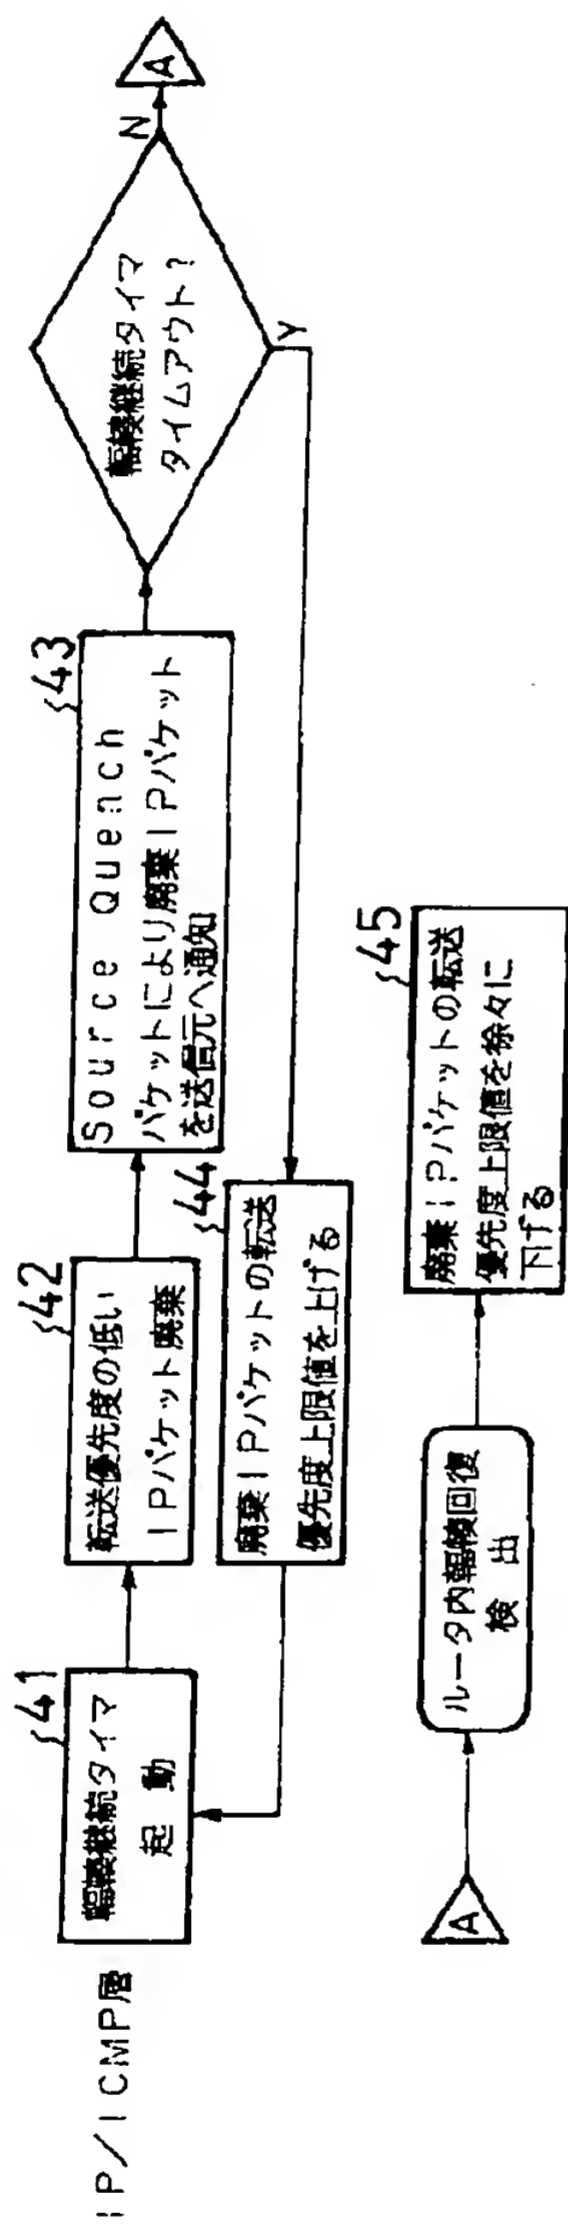 IP/ICMP層
41
輻輳継続タイマ
起動
42
転送優先度の低い
IPパケット廃棄
43
Source Quench
パケットにより廃棄IPパケット
を送信元へ通知
輻輳継続タイマ
タイムアウト?
N
A
Y
44
廃棄IPパケットの転送
優先度上限値を上げる
A
ルータ内輻輳回復
検出
45
廃棄IPパケットの転送
優先度上限値を徐々に
下げる